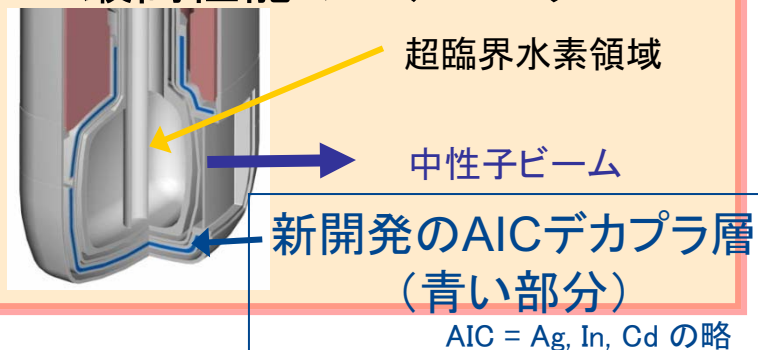 超臨界水素領域
中性子ビーム
新開発のAICデカプラ層
(青い部分)
AIC = Ag, In, Cd の略